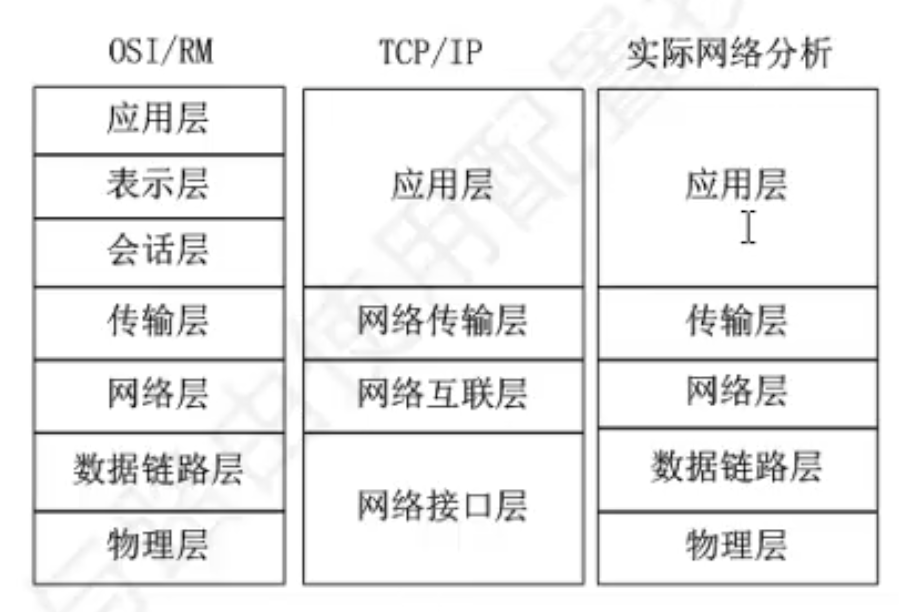 OSI/RM TCP/IP 实际网络分析
应用层
表示层
会话层
传输层
网络层
数据链路层
物理层
应用层
网络传输层
网络互联层
网络接口层
应用层
传输层
网络层
数据链路层
物理层